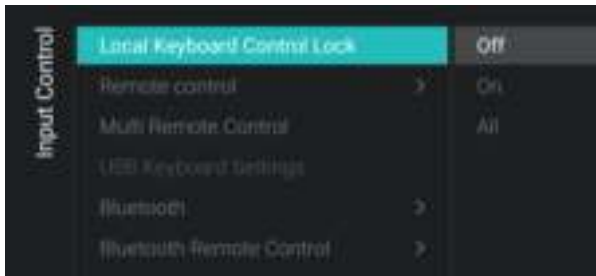 Input Control
Local Keyboard Control Lock
Off
Remote control
On
Multi Remote Control
All
USB Keyboard Settings
Bluetooth
Bluetooth Remote Control